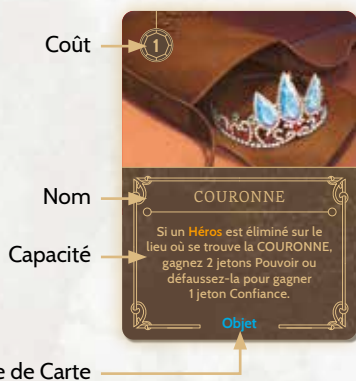 Coût
1
Nom
COURONNE
Capacité
Si un Héros est éliminé sur le
lieu où se trouve la COURONNE,
gagnez 2 jetons Pouvoir ou
défaussez-la pour gagner
1 jeton Confiance.
Objet
e de Carte